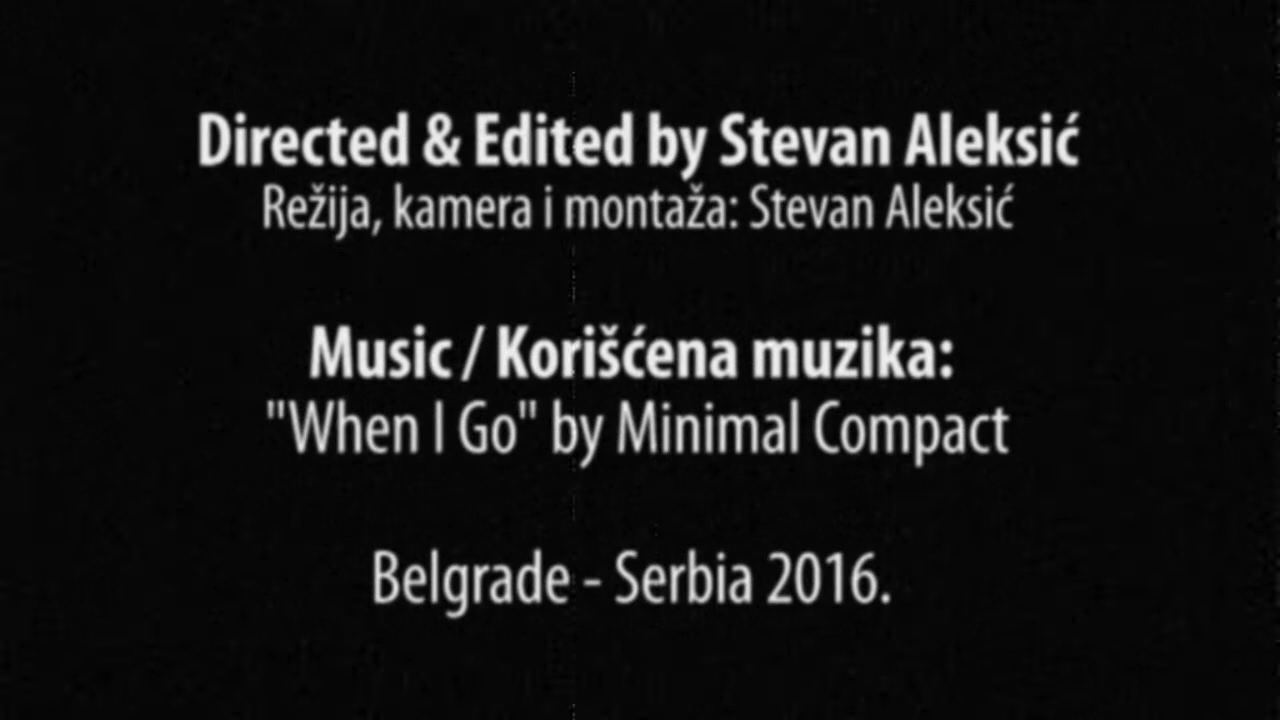 Directed & Edited by Stevan Aleksić
Režija, kamera i montaža: Stevan Aleksić
Music / Korišćena muzika:
"When I Go" by Minimal Compact
Belgrade - Serbia 2016.